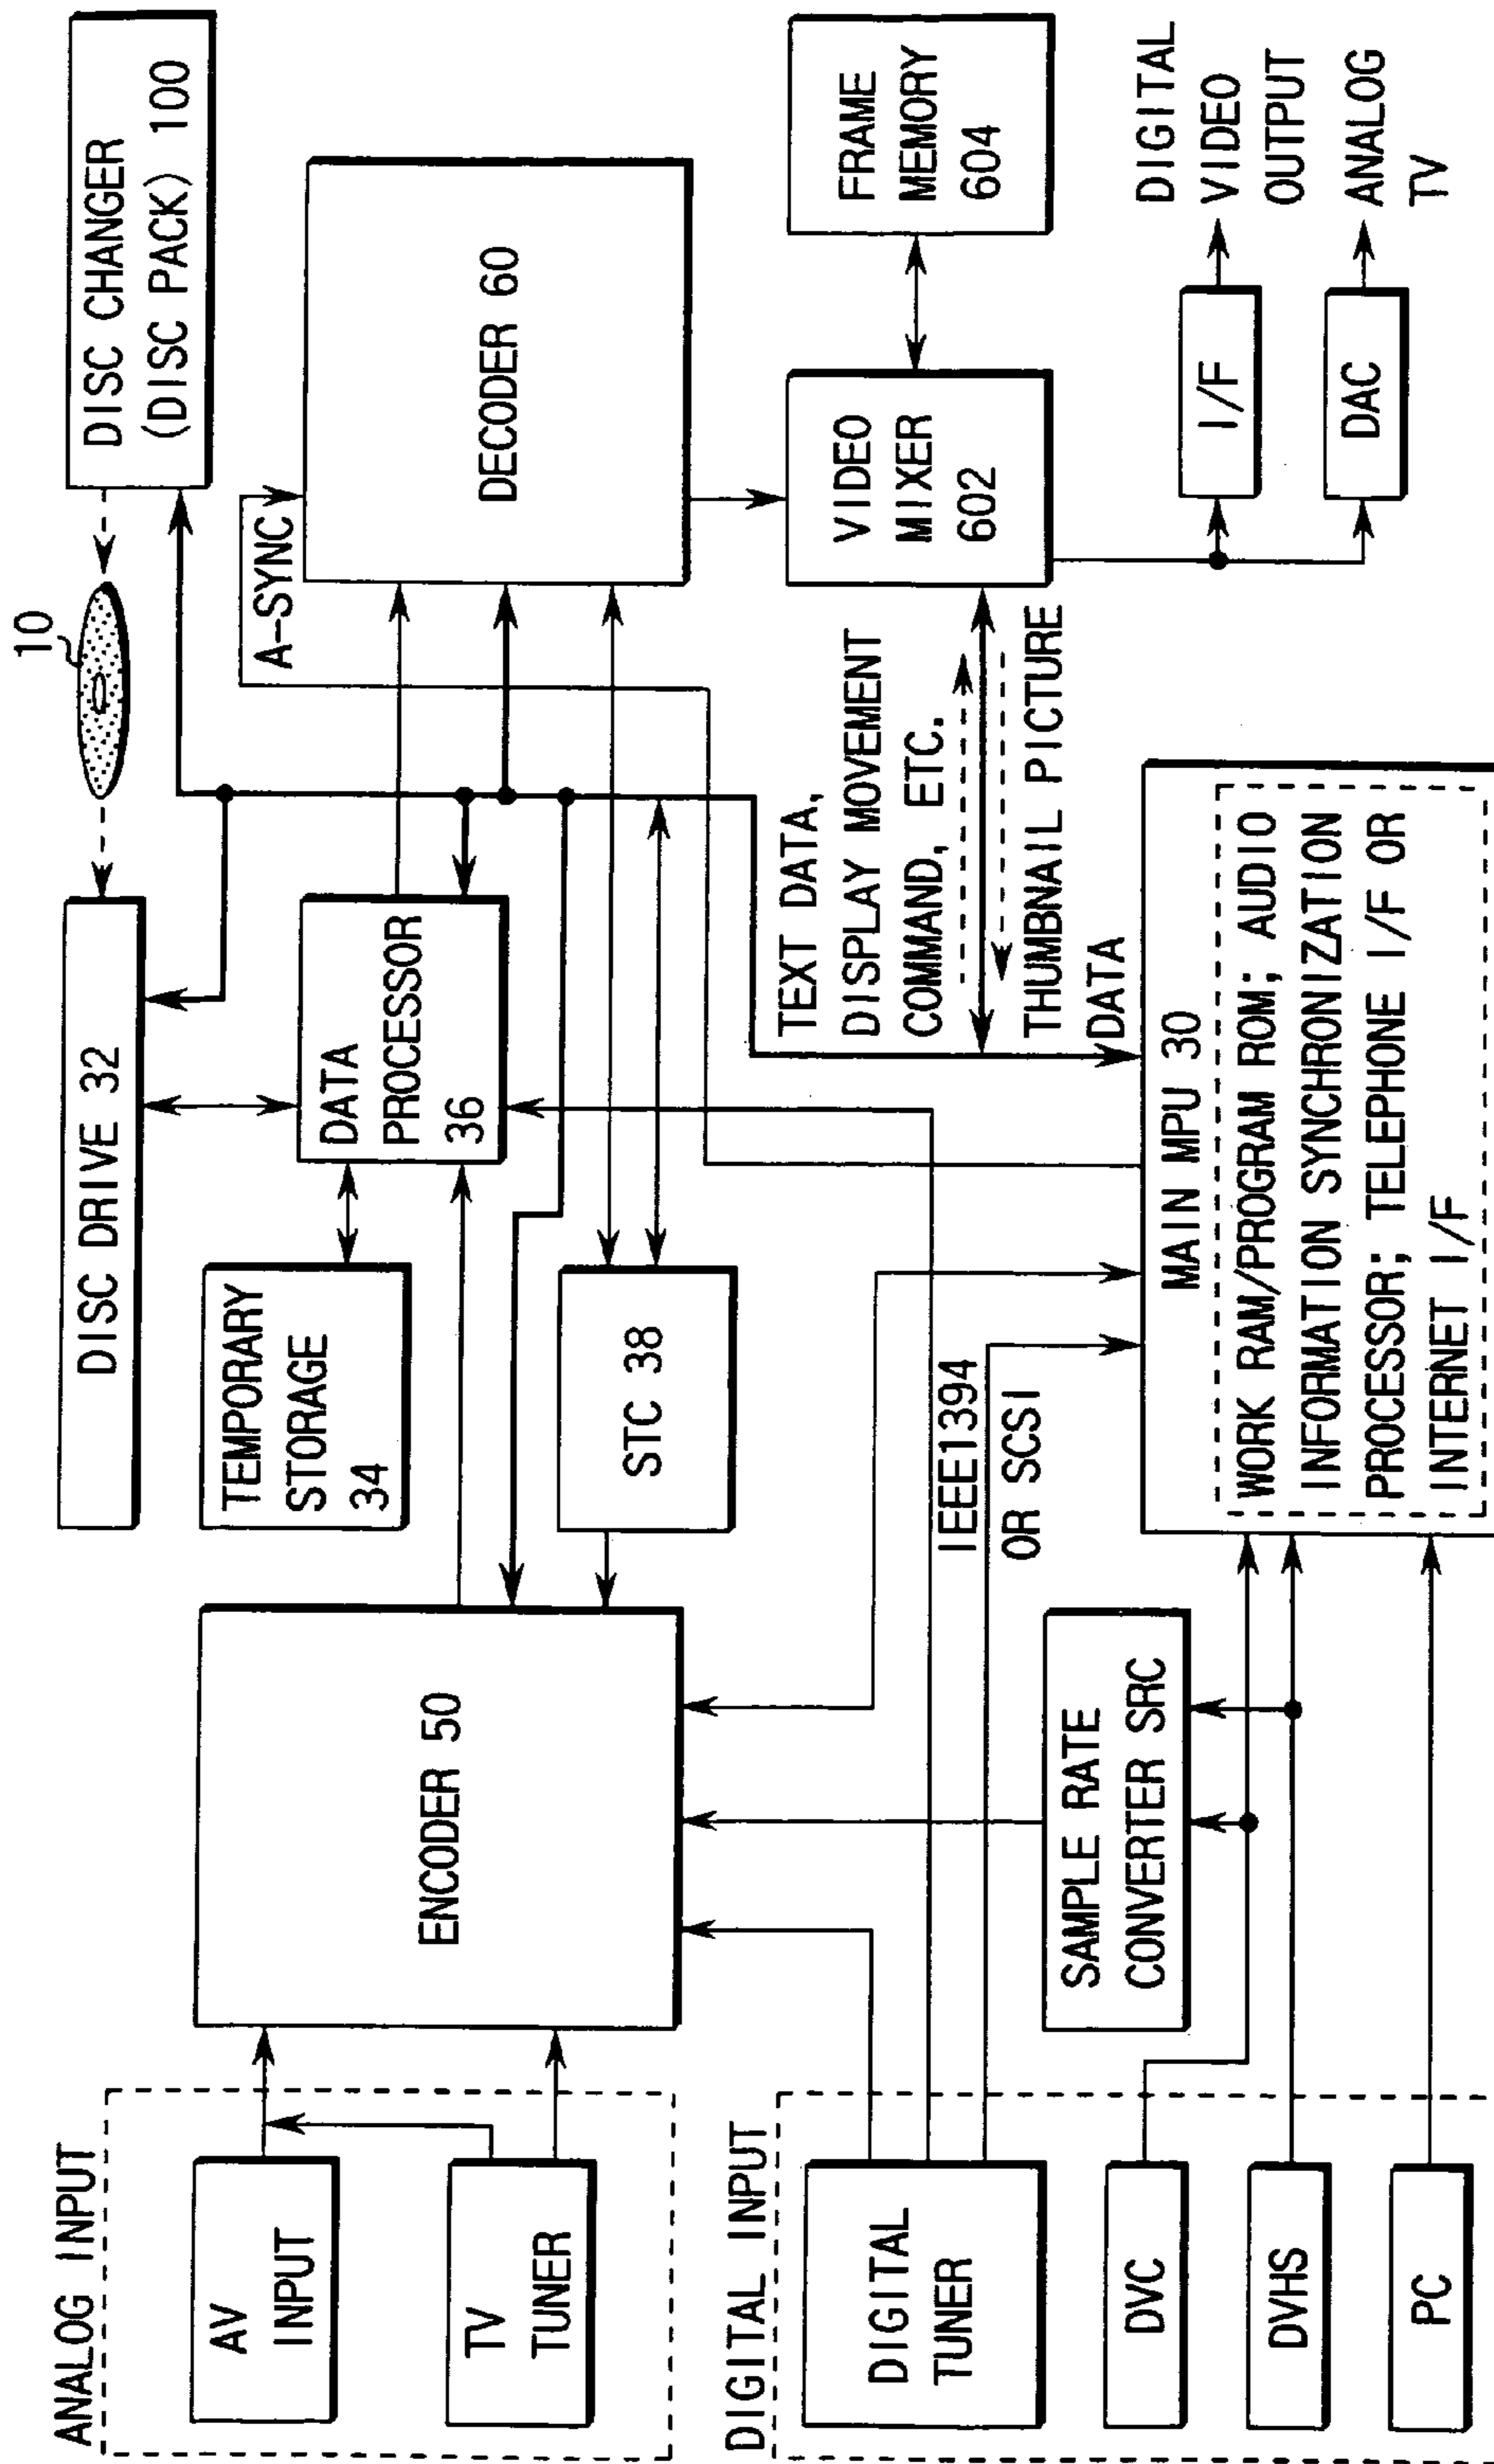 ANALOG INPUT
AV
INPUT
TV
TUNER
DIGITAL INPUT
DIGITAL
TUNER
DVC
DVHS
PC
ENCODER 50
SAMPLE RATE
CONVERTER SRC
IEEE1394
OR SCSI
DISC DRIVE 32
TEMPORARY
STORAGE
34
DATA
PROCESSOR
36
STC 38
10
DISC CHANGER
(DISC PACK) 100
A-SYNC
DECODER 60
TEXT DATA,
DISPLAY MOVEMENT
COMMAND, ETC.
THUMBNAIL PICTURE
DATA
VIDEO
MIXER
602
FRAME
MEMORY
604
I/F
DAC
DIGITAL
VIDEO
OUTPUT
ANALOG
TV
MAIN MPU 30
WORK RAM/PROGRAM ROM; AUDIO
INFORMATION SYNCHRONIZATION
PROCESSOR; TELEPHONE I/F OR
INTERNET I/F